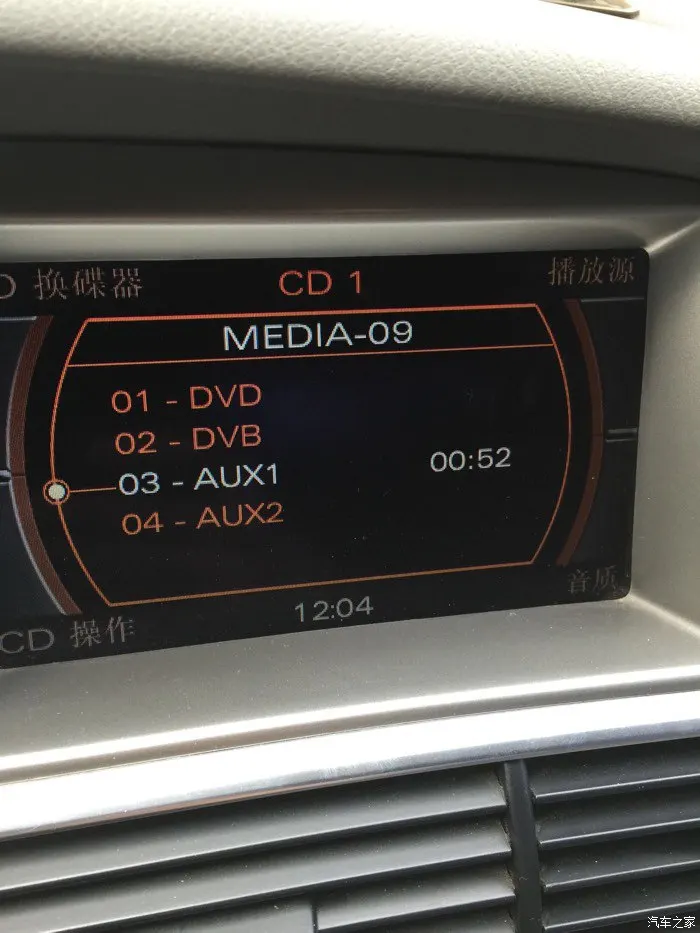 D 换碟器 CD 1 播放源
MEDIA-09
01 - DVD
02 - DVB
03 - AUX1 00:52
04 - AUX2
音质
CD 操作 12:04
汽车之家